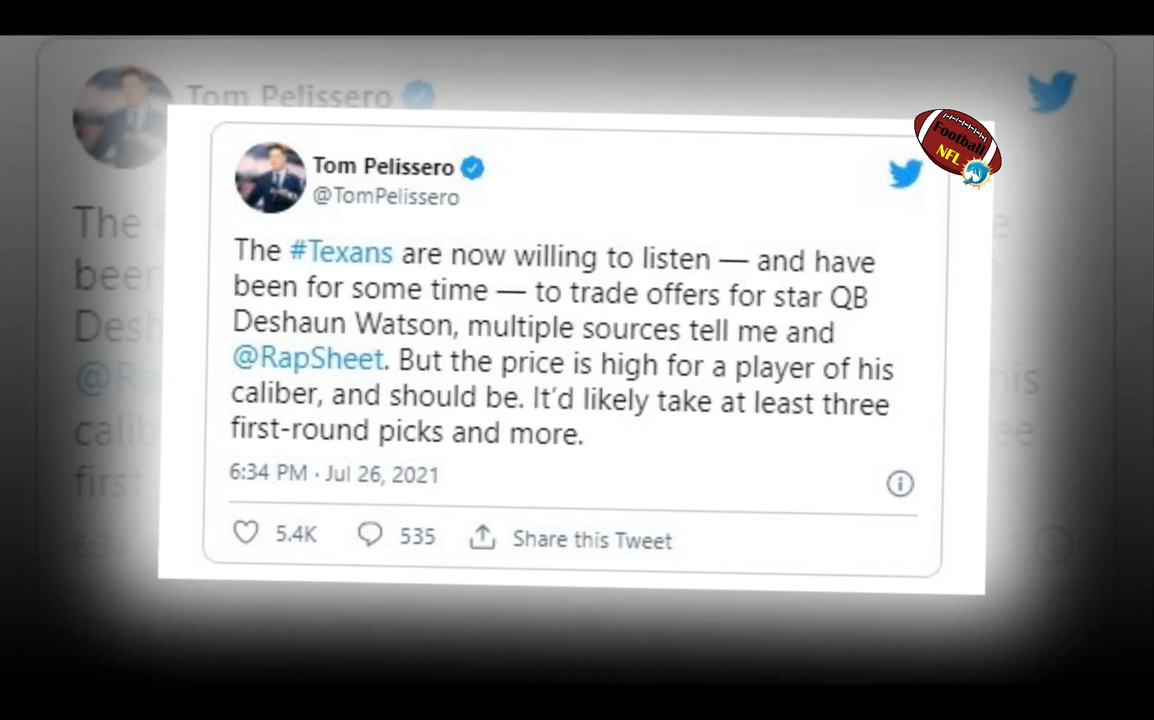 Tom Pelissero
Football
NFL
Tom Pelissero
@TomPelissero
The #Texans are now willing to listen — and have
been for some time — to trade offers for star QB
Deshaun Watson, multiple sources tell me and
@RapSheet. But the price is high for a player of his
caliber, and should be. It'd likely take at least three
first-round picks and more.
6:34 PM · Jul 26, 2021
5.4K 535 Share this Tweet